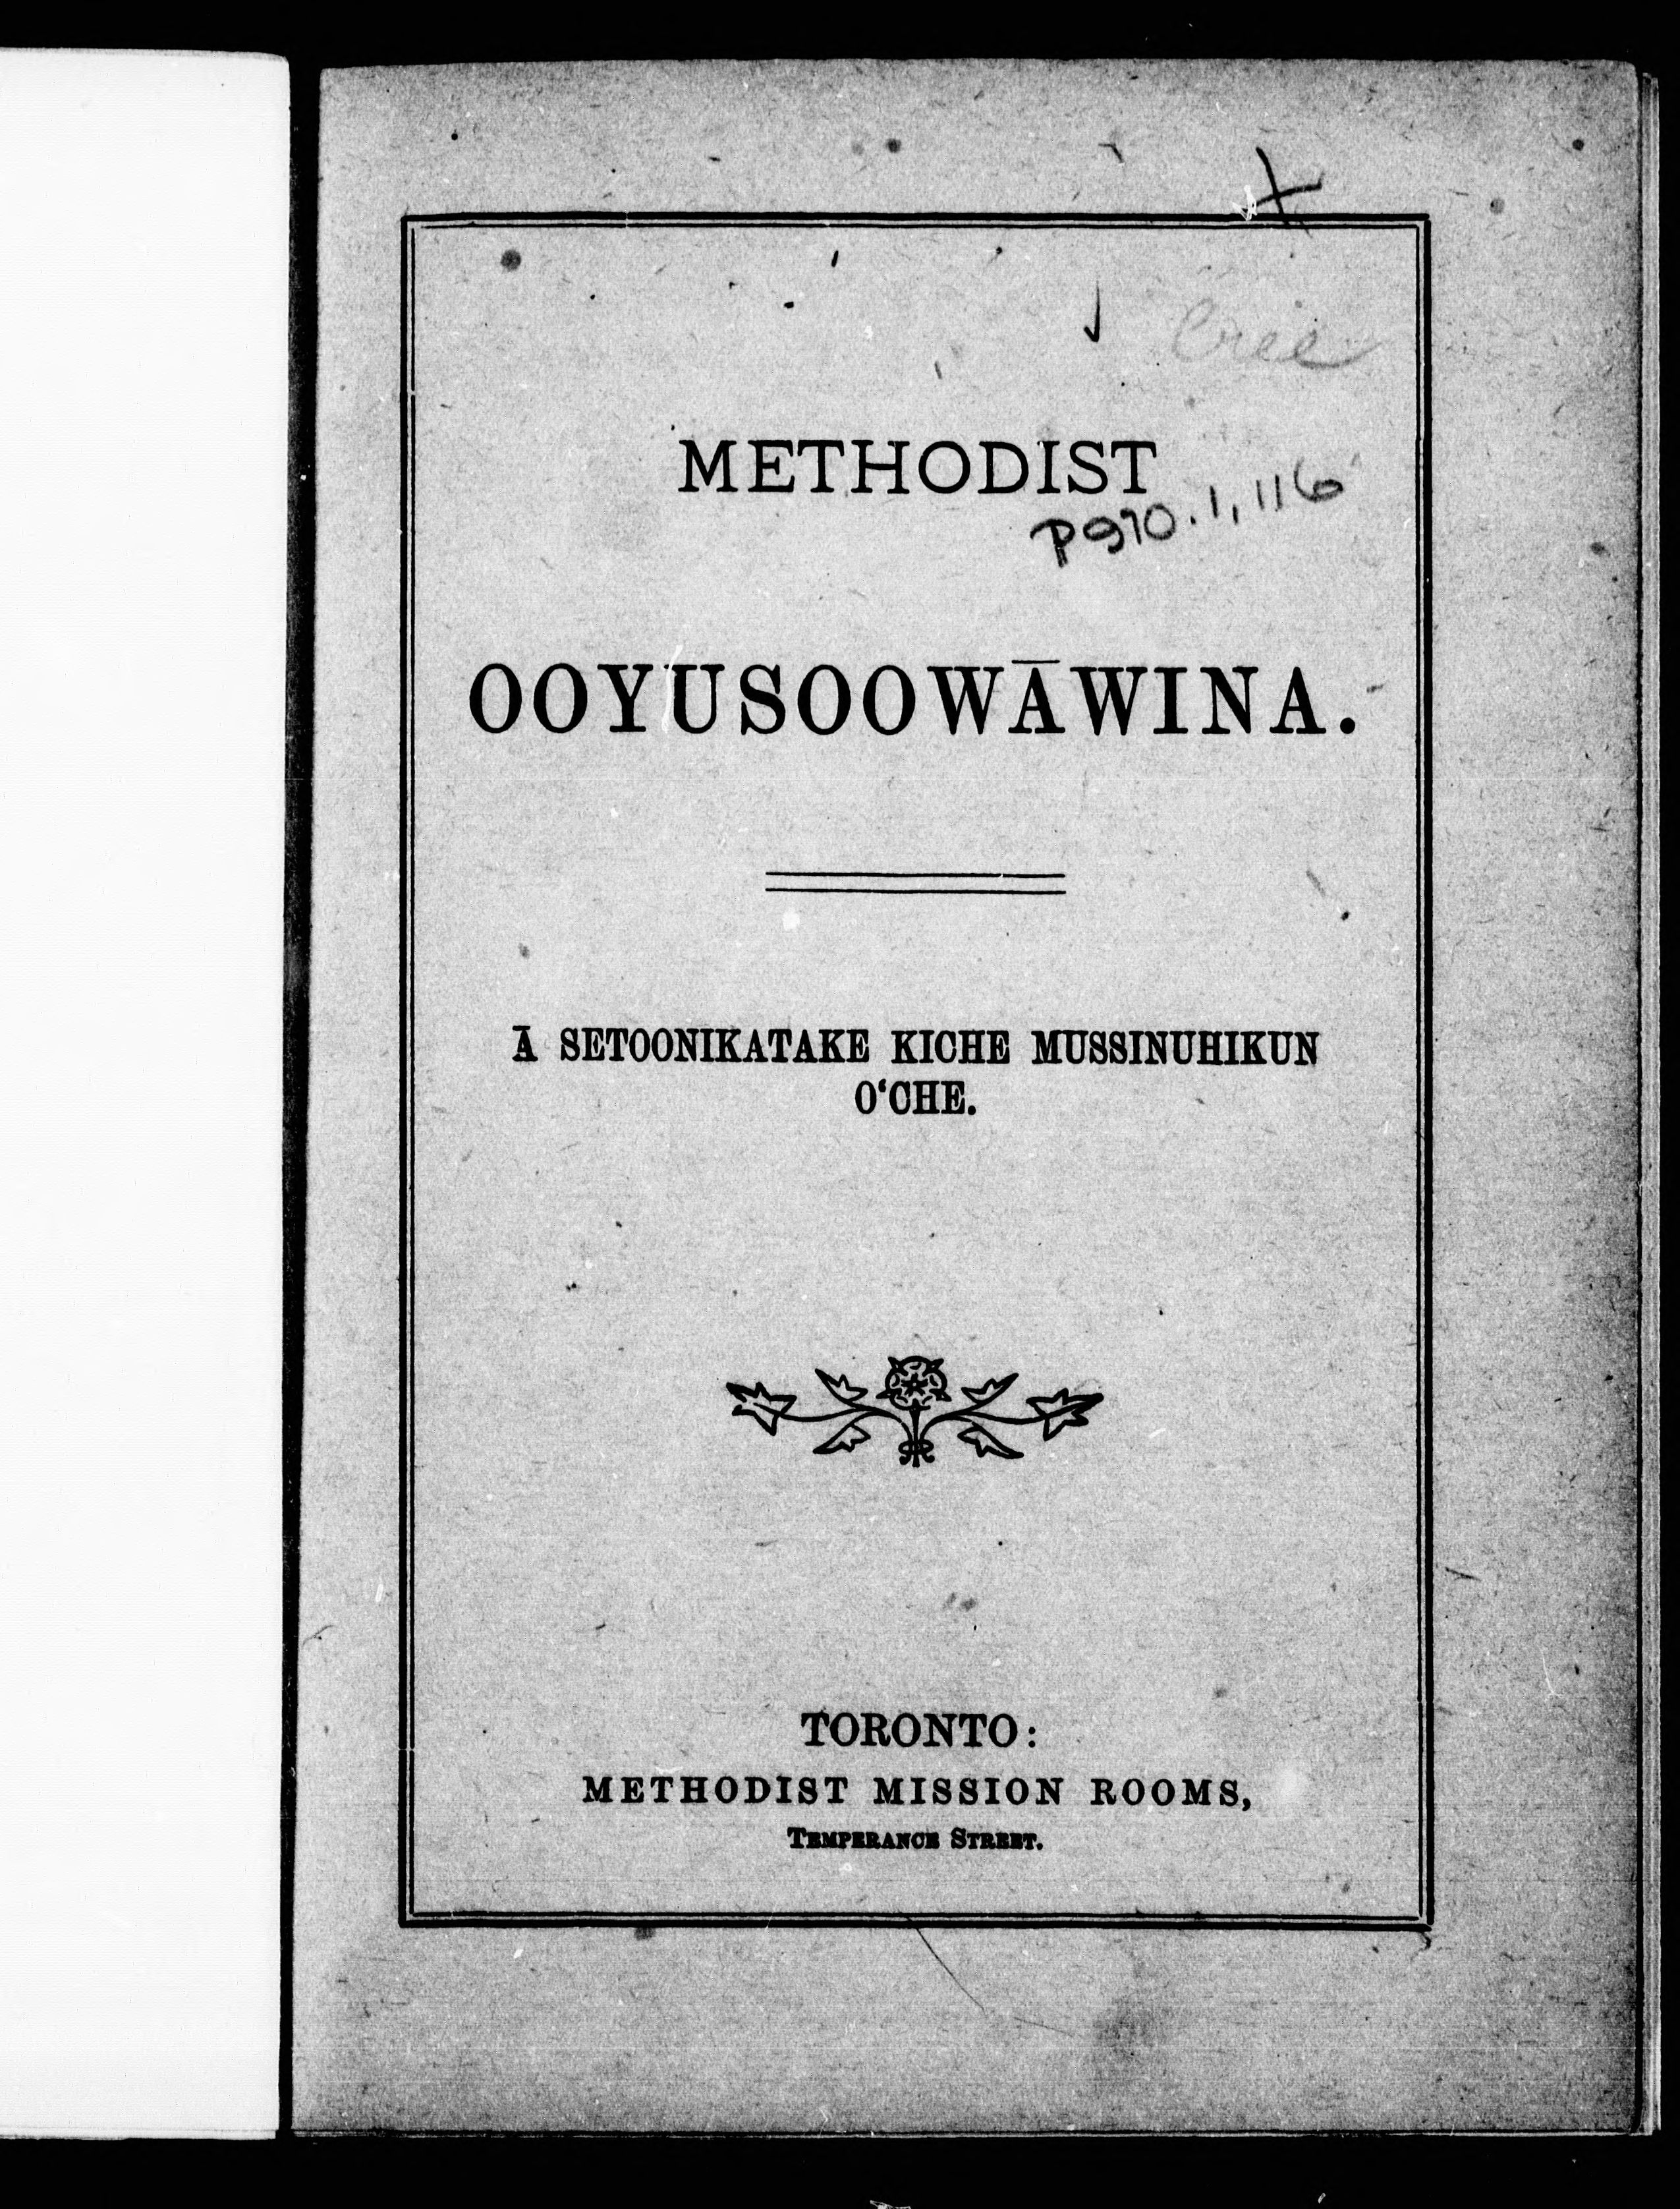 Cree
METHODIST
P970.1,116
OOYUSOOWĀWINA.
Ā SETOONIKATAKE KICHE MUSSINUHIKUN
O‘CHE.
TORONTO:
METHODIST MISSION ROOMS,
TEMPERANCE STREET.